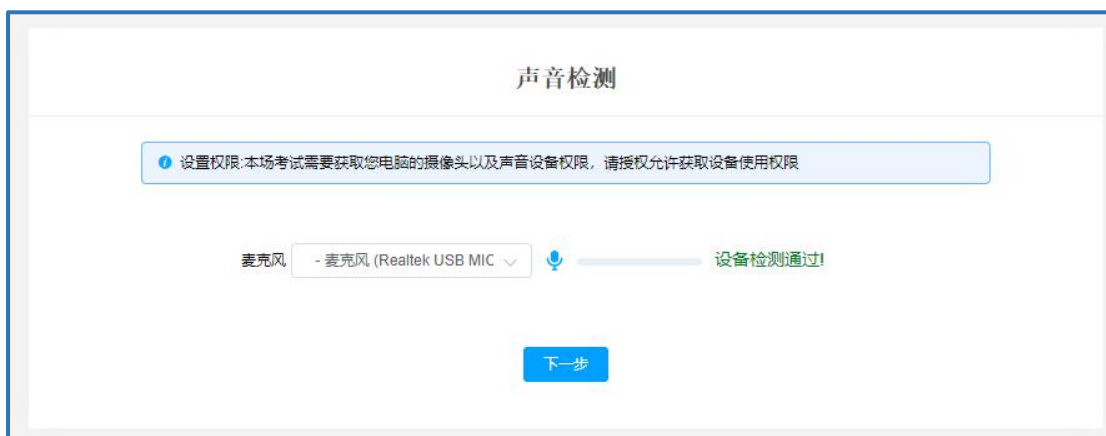 声音检测
设置权限:本场考试需要获取您电脑的摄像头以及声音设备权限，请授权允许获取设备使用权限
麦克风 - 麦克风 (Realtek USB MIC 设备检测通过!
下一步